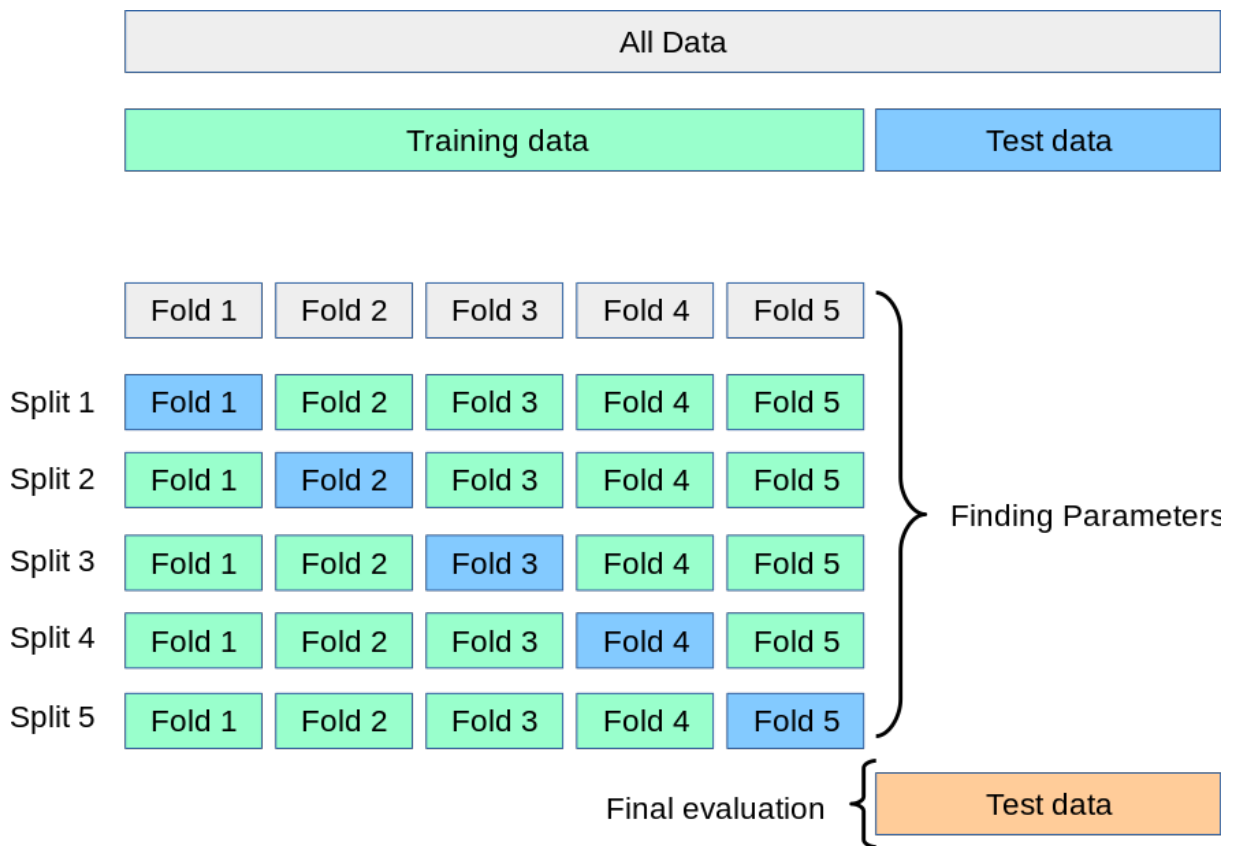 All Data
Training data Test data
Fold 1 Fold 2 Fold 3 Fold 4 Fold 5
Split 1 Fold 1 Fold 2 Fold 3 Fold 4 Fold 5
Split 2 Fold 1 Fold 2 Fold 3 Fold 4 Fold 5
Finding Parameters
Split 3 Fold 1 Fold 2 Fold 3 Fold 4 Fold 5
Split 4 Fold 1 Fold 2 Fold 3 Fold 4 Fold 5
Split 5 Fold 1 Fold 2 Fold 3 Fold 4 Fold 5
Final evaluation Test data